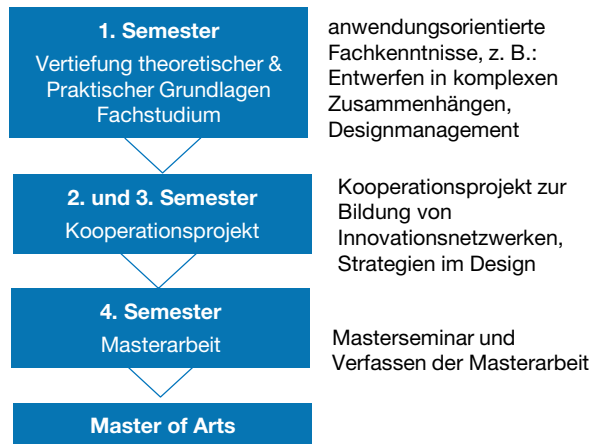 1. Semester
Vertiefung theoretischer &
Praktischer Grundlagen
Fachstudium
anwendungsorientierte
Fachkenntnisse, z. B.:
Entwerfen in komplexen
Zusammenhängen,
Designmanagement
2. und 3. Semester
Kooperationsprojekt
Kooperationsprojekt zur
Bildung von
Innovationsnetzwerken,
Strategien im Design
4. Semester
Masterarbeit
Masterseminar und
Verfassen der Masterarbeit
Master of Arts